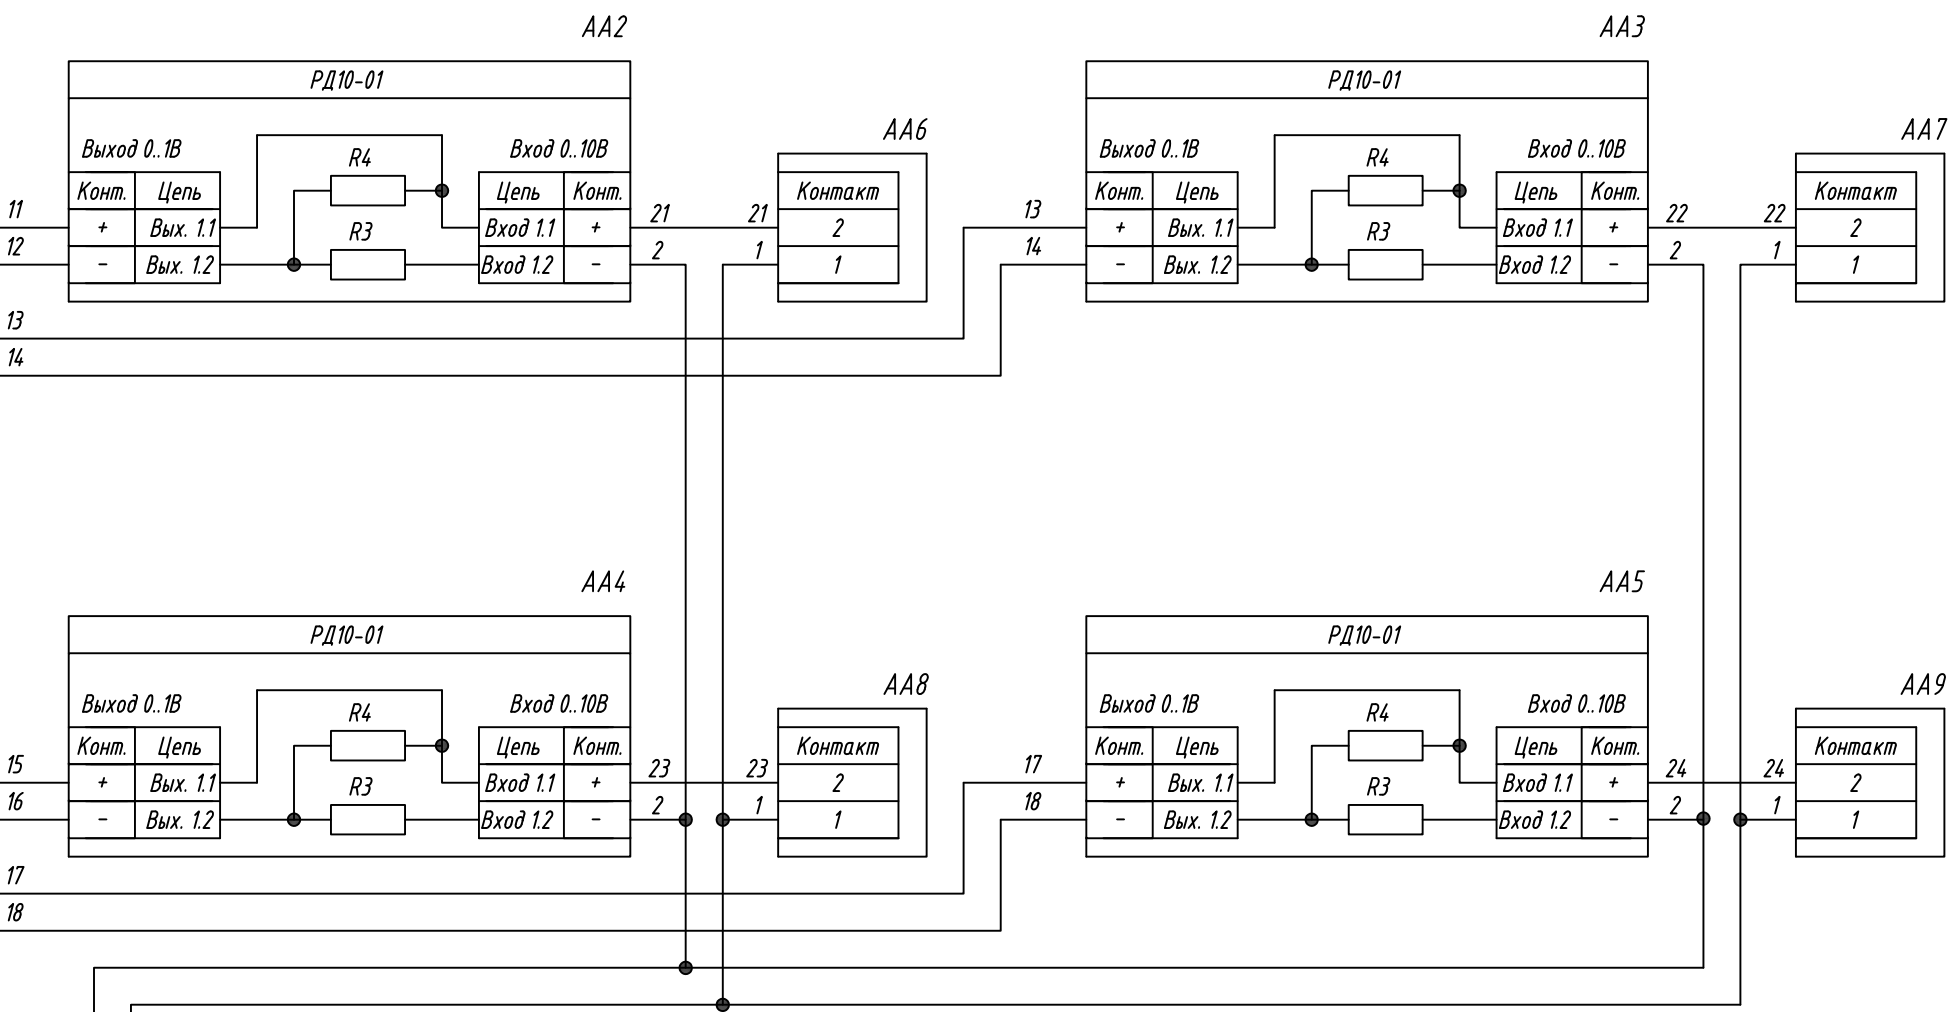 АА2
РД10-01
Выход 0..1В
R4
Вход 0..10В
Конт. Цепь
Цепь Конт.
11
+ Вых. 1.1
R3
Вход 1.1 +
21
12
- Вых. 1.2
Вход 1.2 -
2
АА6
Контакт
21 2
1 1
АА3
РД10-01
Выход 0..1В
R4
Вход 0..10В
Конт. Цепь
Цепь Конт.
13
+ Вых. 1.1
R3
Вход 1.1 +
22
14
- Вых. 1.2
Вход 1.2 -
2
АА7
Контакт
22 2
1 1
13
14
АА4
РД10-01
Выход 0..1В
R4
Вход 0..10В
Конт. Цепь
Цепь Конт.
15
+ Вых. 1.1
R3
Вход 1.1 +
23
16
- Вых. 1.2
Вход 1.2 -
2
АА8
Контакт
23 2
1 1
АА5
РД10-01
Выход 0..1В
R4
Вход 0..10В
Конт. Цепь
Цепь Конт.
17
+ Вых. 1.1
R3
Вход 1.1 +
24
18
- Вых. 1.2
Вход 1.2 -
2
АА9
Контакт
24 2
1 1
17
18